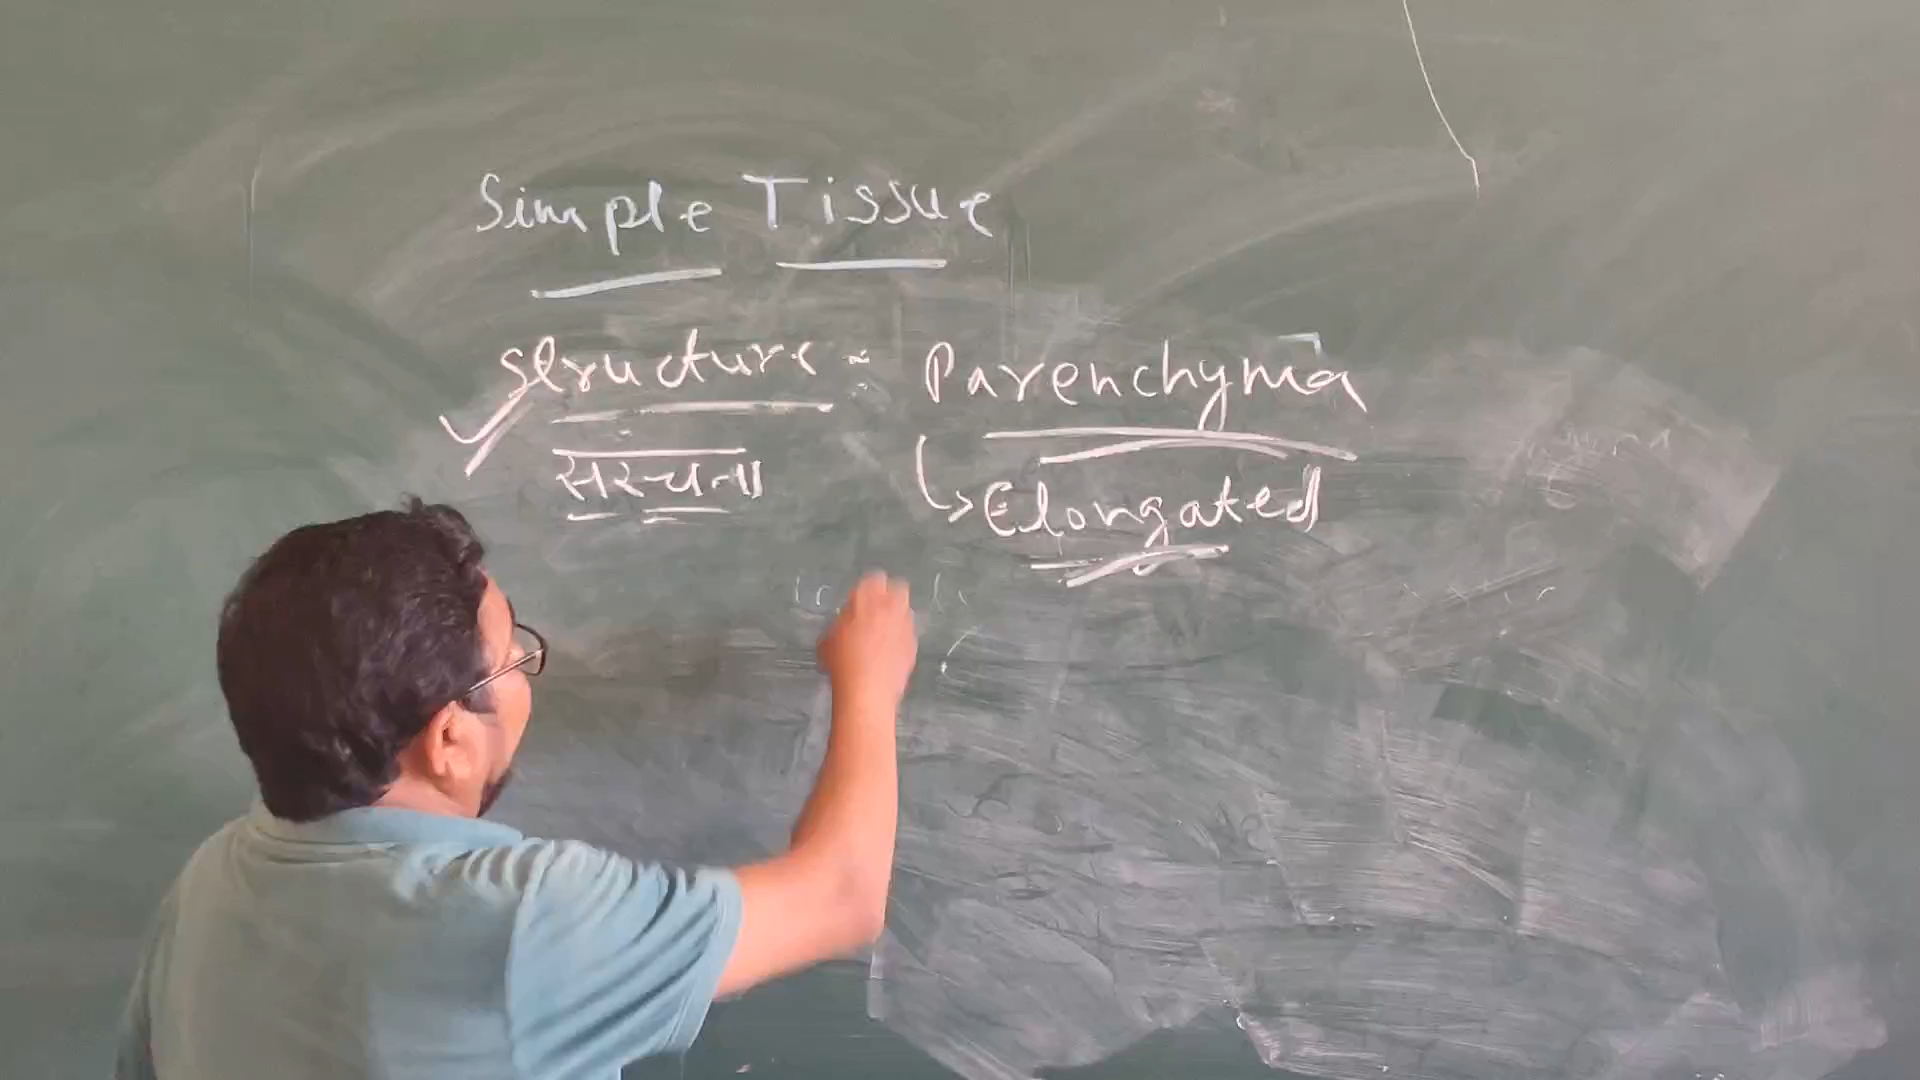 Simple Tissue
Structure :- Parenchyma
संरचना ↳ Elongated